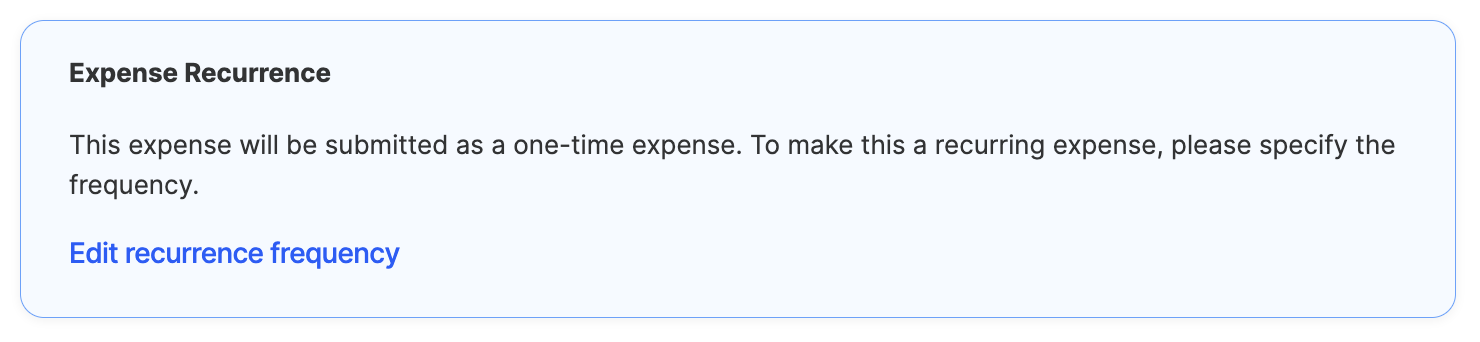 Expense Recurrence
This expense will be submitted as a one-time expense. To make this a recurring expense, please specify the
frequency.
Edit recurrence frequency